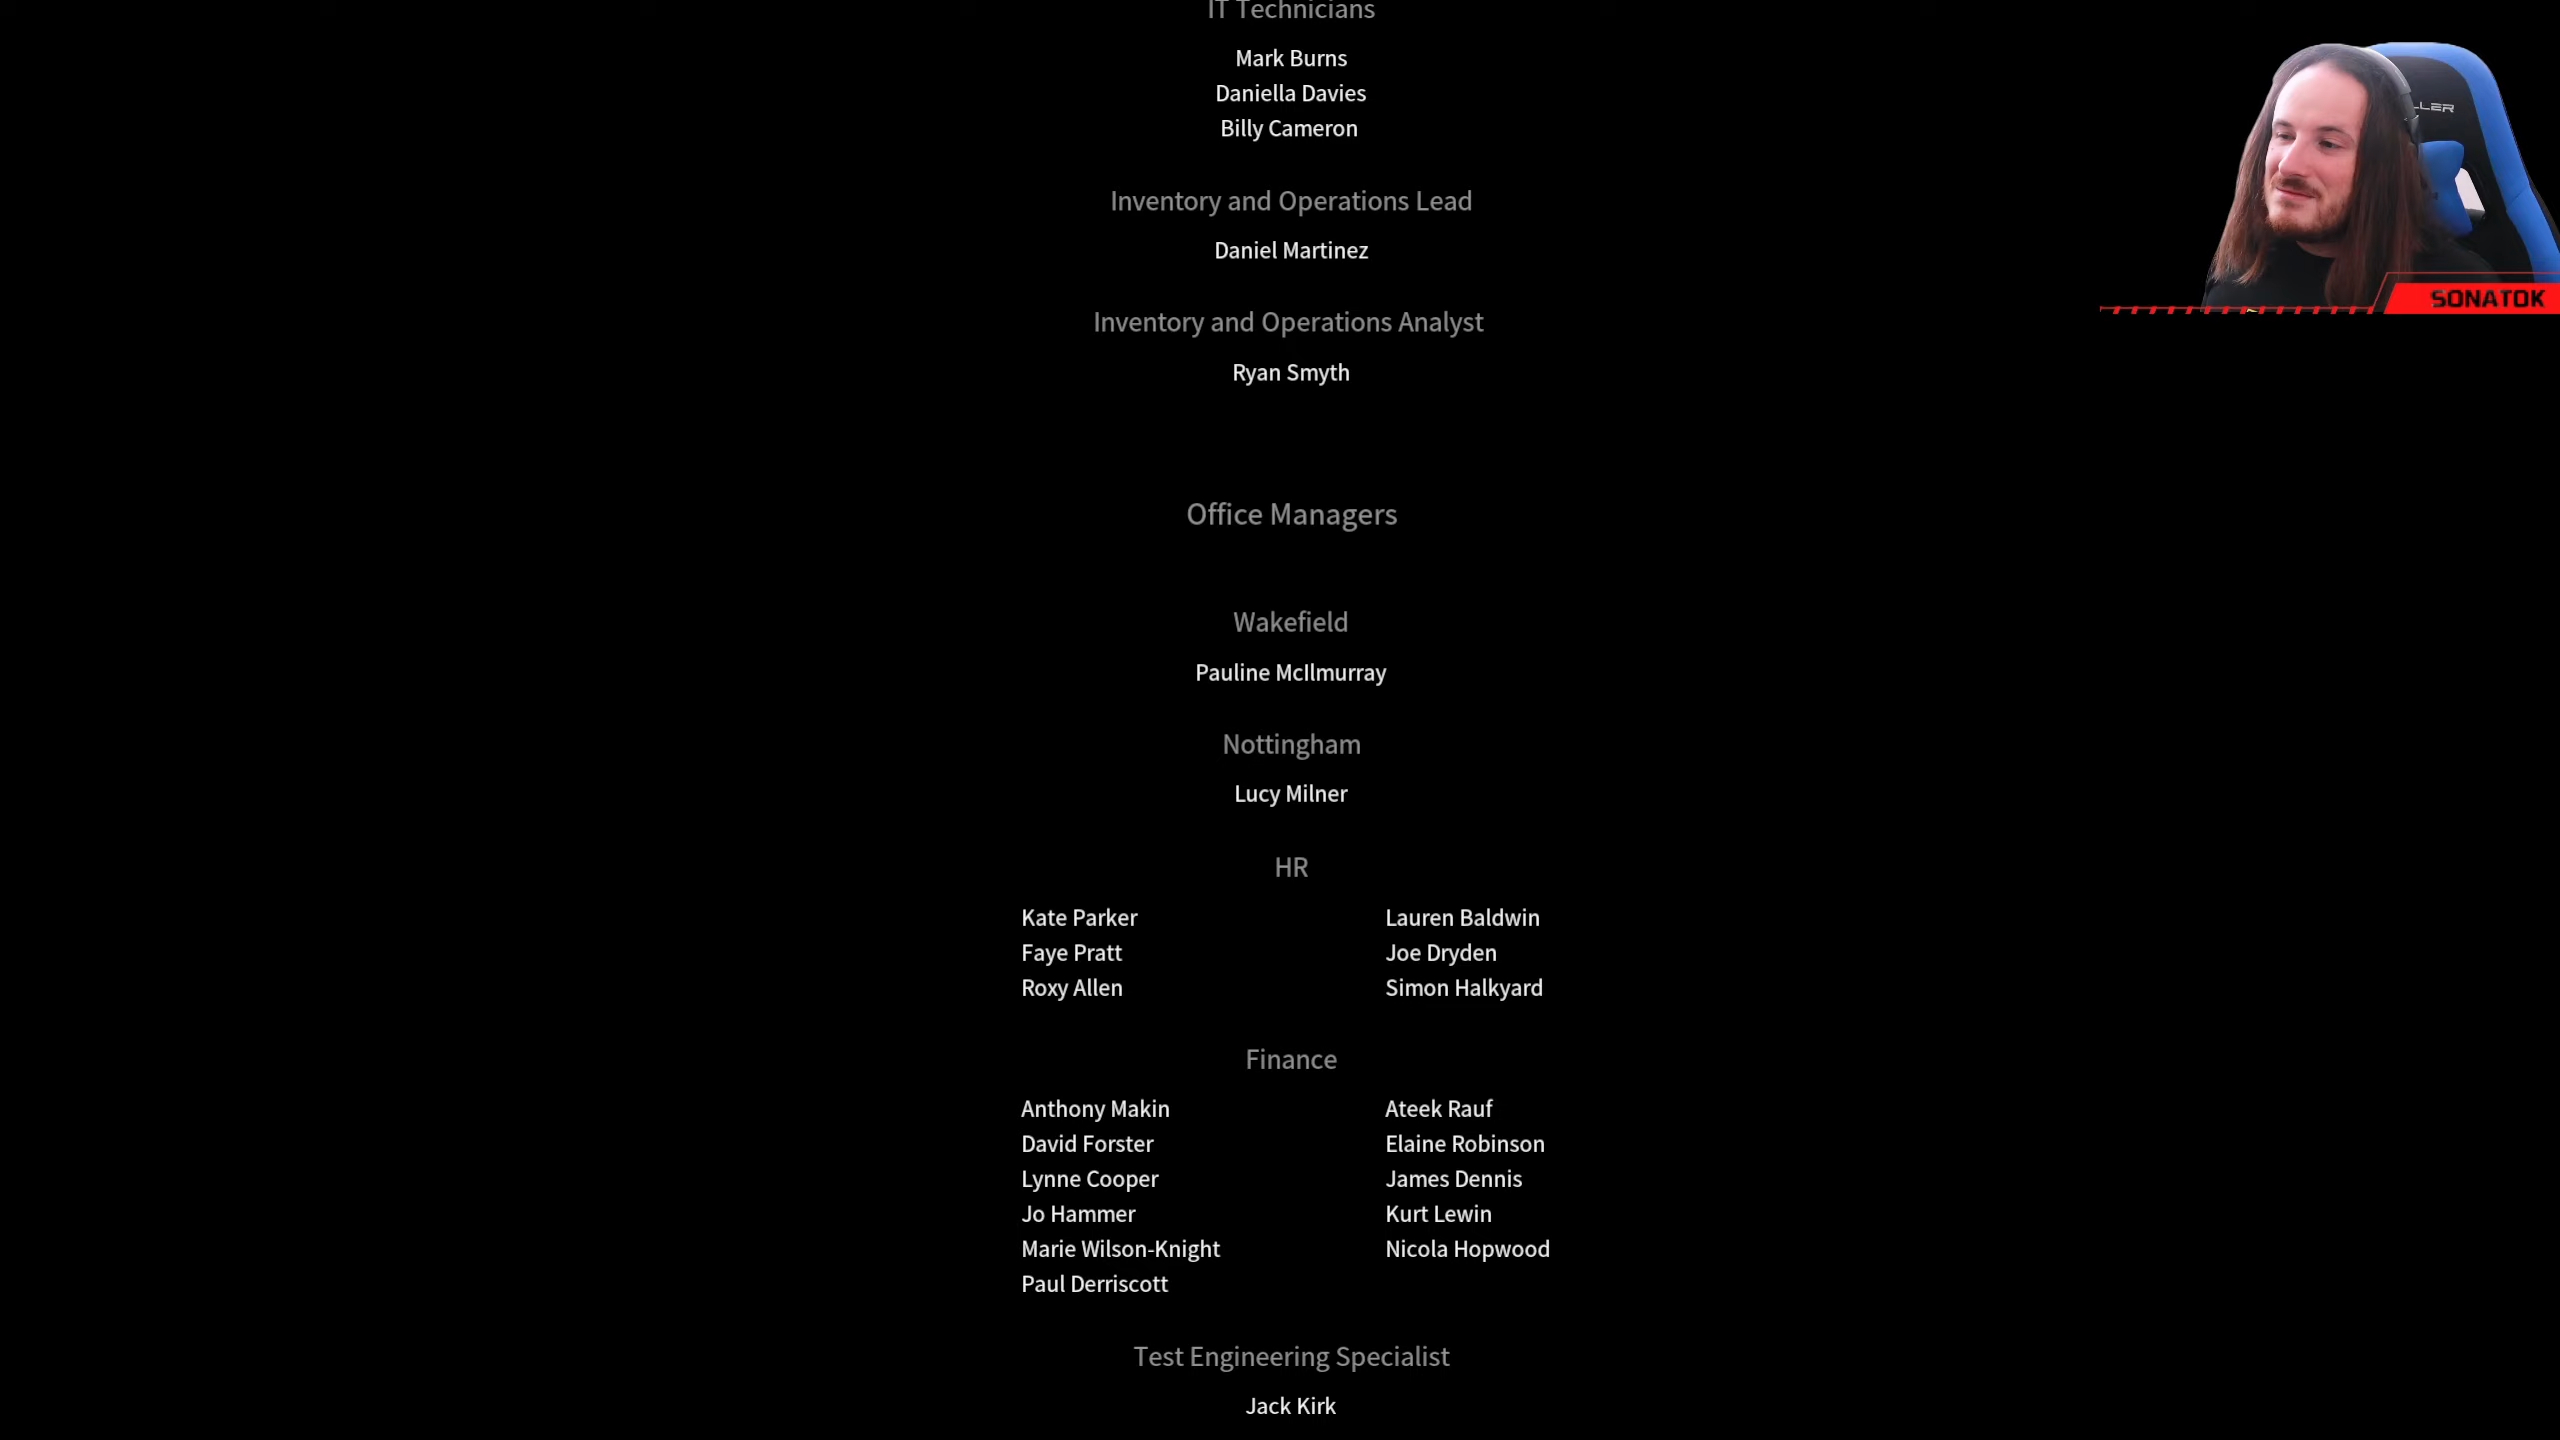 IT Technicians
Mark Burns
Daniella Davies
Billy Cameron
Inventory and Operations Lead
Daniel Martinez
Inventory and Operations Analyst
Ryan Smyth
Office Managers
Wakefield
Pauline McIlmurray
Nottingham
Lucy Milner
HR
Kate Parker Lauren Baldwin
Faye Pratt Joe Dryden
Roxy Allen Simon Halkyard
Finance
Anthony Makin Ateek Rauf
David Forster Elaine Robinson
Lynne Cooper James Dennis
Jo Hammer Kurt Lewin
Marie Wilson-Knight Nicola Hopwood
Paul Derriscott
Test Engineering Specialist
Jack Kirk
LLER
SONATOK